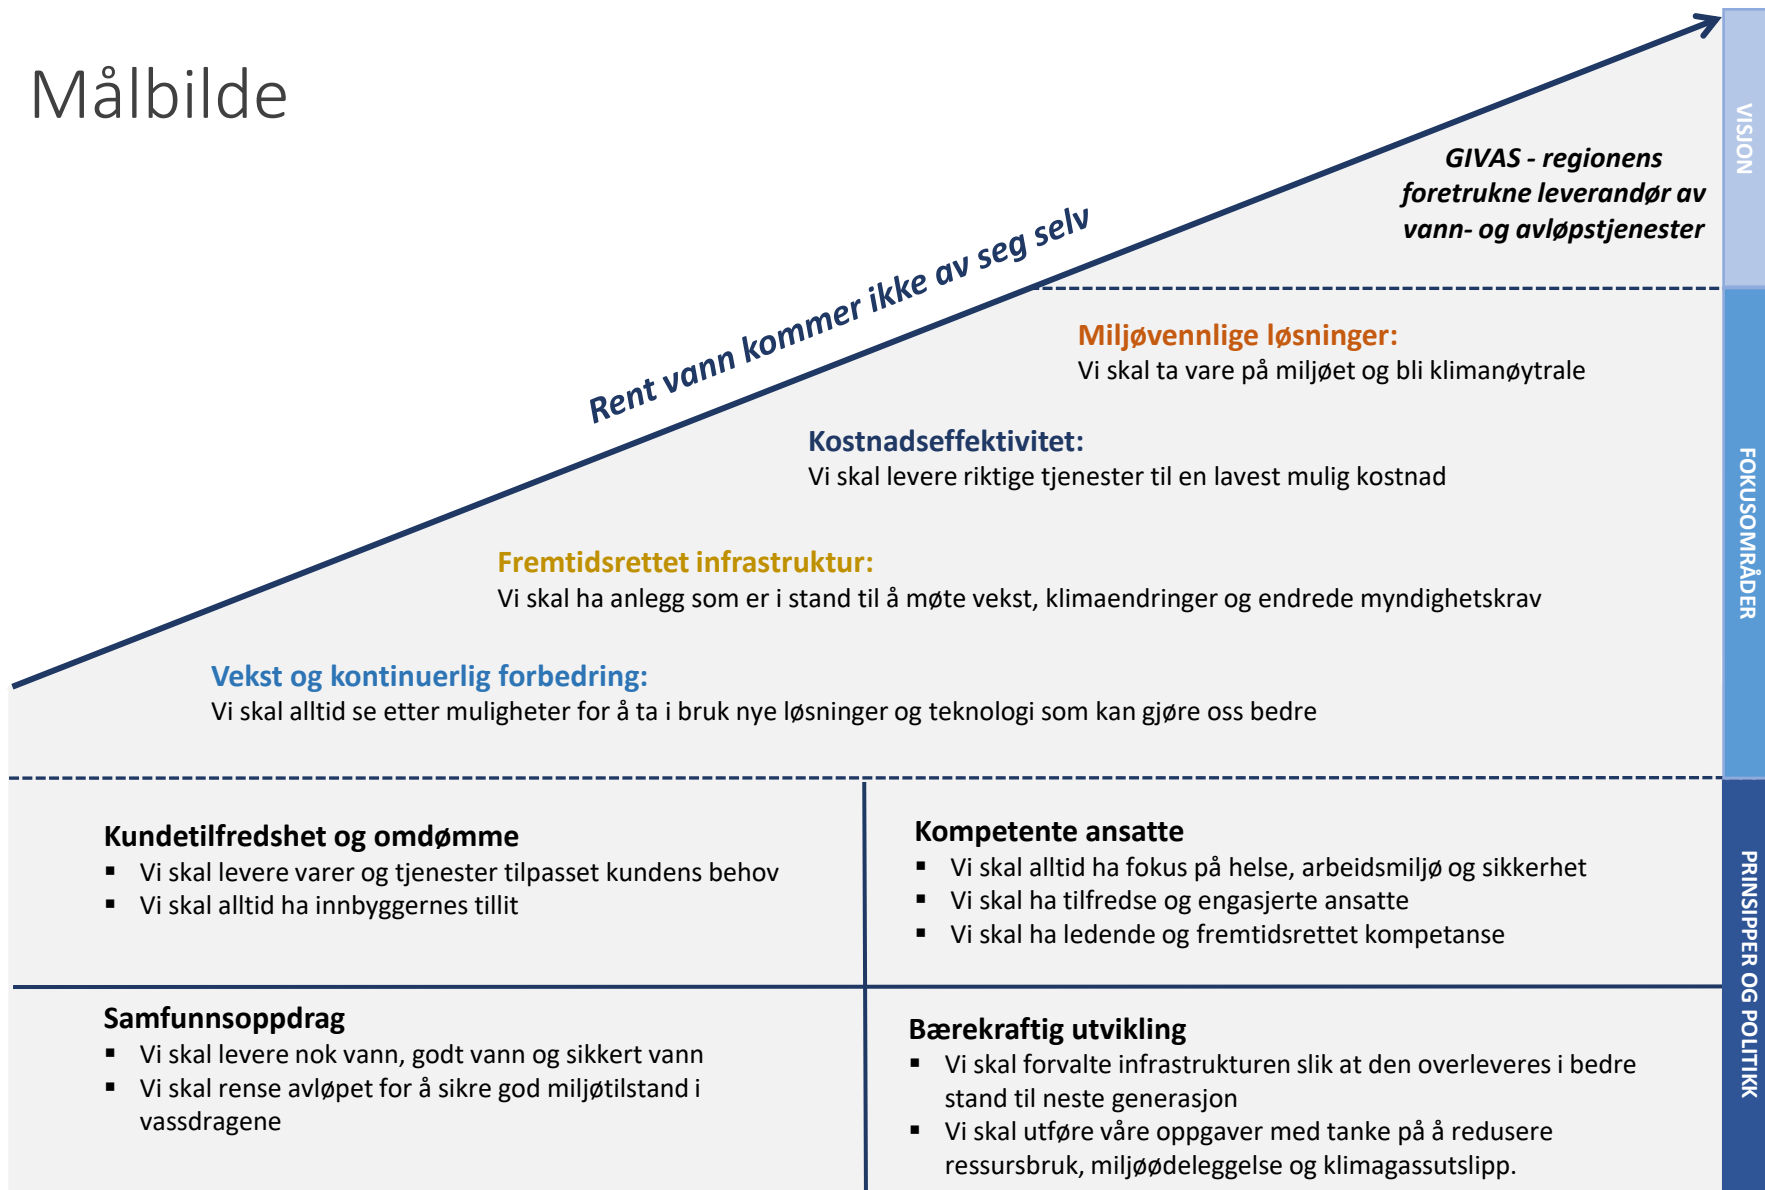 Målbilde
Rent vann kommer ikke av seg selv
VISJON
GIVAS - regionens
foretrukne leverandør av
vann- og avløpstjenester
FOKUSOMRÅDER
Miljøvennlige løsninger:
Vi skal ta vare på miljøet og bli klimanøytrale
Kostnadseffektivitet:
Vi skal levere riktige tjenester til en lavest mulig kostnad
Fremtidsrettet infrastruktur:
Vi skal ha anlegg som er i stand til å møte vekst, klimaendringer og endrede myndighetskrav
Vekst og kontinuerlig forbedring:
Vi skal alltid se etter muligheter for å ta i bruk nye løsninger og teknologi som kan gjøre oss bedre
PRINSIPPER OG POLITIKK
Kundetilfredshet og omdømme
▪ Vi skal levere varer og tjenester tilpasset kundens behov
▪ Vi skal alltid ha innbyggernes tillit
Kompetente ansatte
▪ Vi skal alltid ha fokus på helse, arbeidsmiljø og sikkerhet
▪ Vi skal ha tilfredse og engasjerte ansatte
▪ Vi skal ha ledende og fremtidsrettet kompetanse
Samfunnsoppdrag
▪ Vi skal levere nok vann, godt vann og sikkert vann
▪ Vi skal rense avløpet for å sikre god miljøtilstand i
vassdragene
Bærekraftig utvikling
▪ Vi skal forvalte infrastrukturen slik at den overleveres i bedre
stand til neste generasjon
▪ Vi skal utføre våre oppgaver med tanke på å redusere
ressursbruk, miljøødeleggelse og klimagassutslipp.